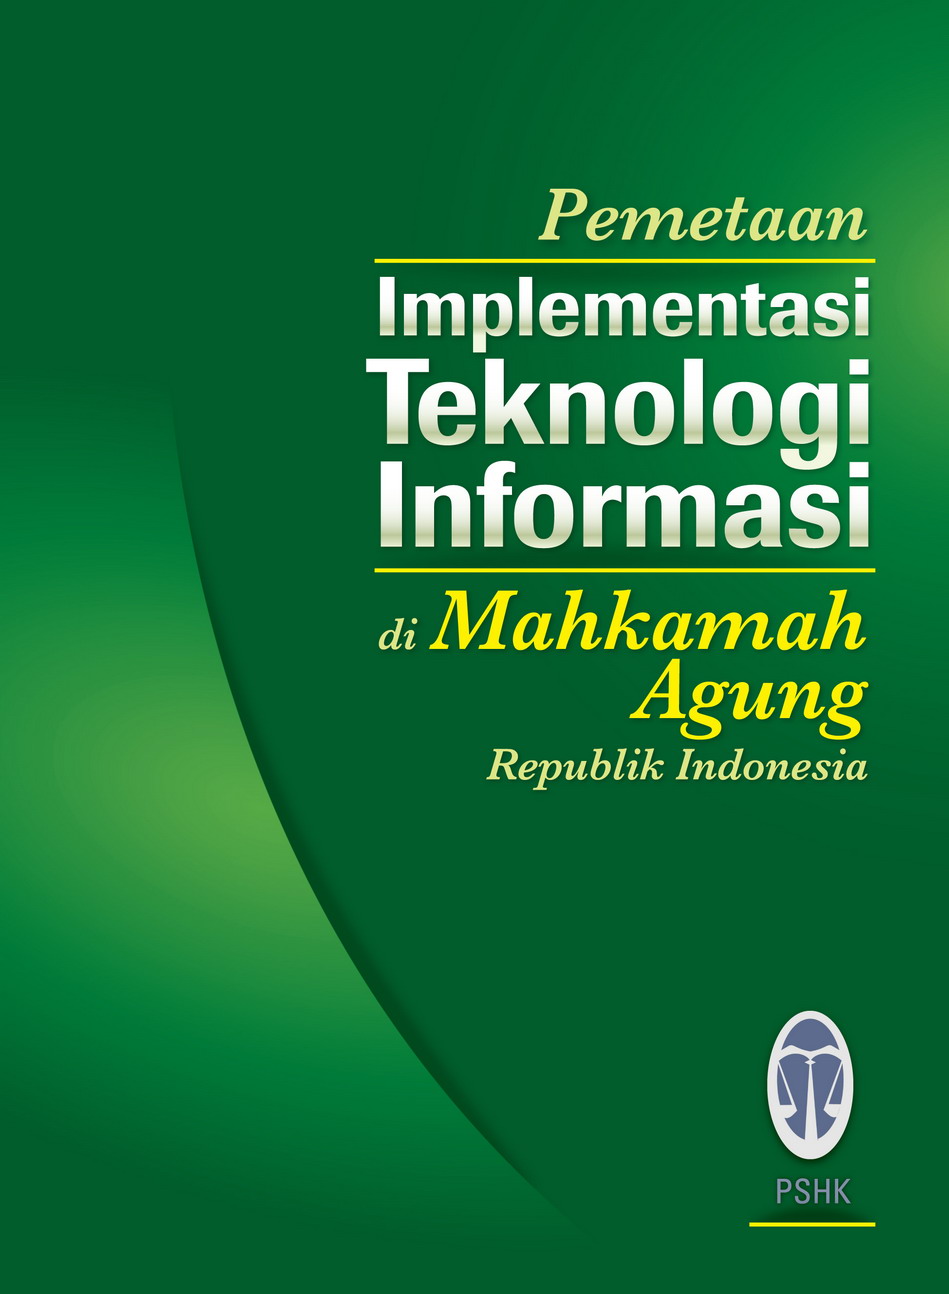 Pemetaan
Implementasi
Teknologi
Informasi
di Mahkamah
Agung
Republik Indonesia
PSHK